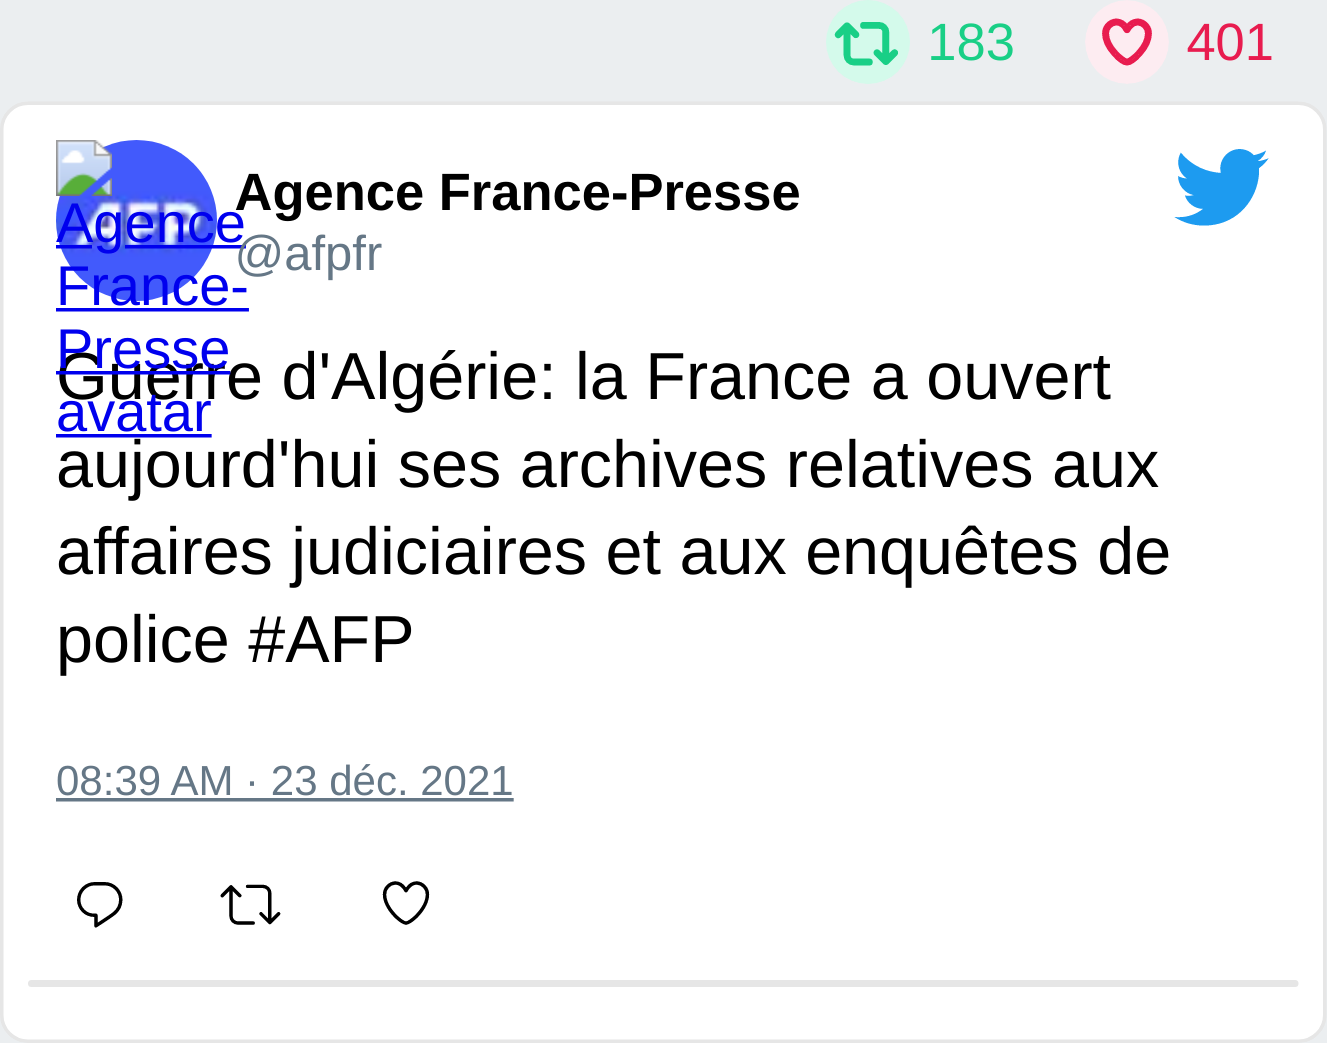 183 401
Agence France-Presse
@afpfr
AFP
Agence
France-
Presse
avatar
Guerre d'Algérie: la France a ouvert
aujourd'hui ses archives relatives aux
affaires judiciaires et aux enquêtes de
police #AFP
08:39 AM · 23 déc. 2021